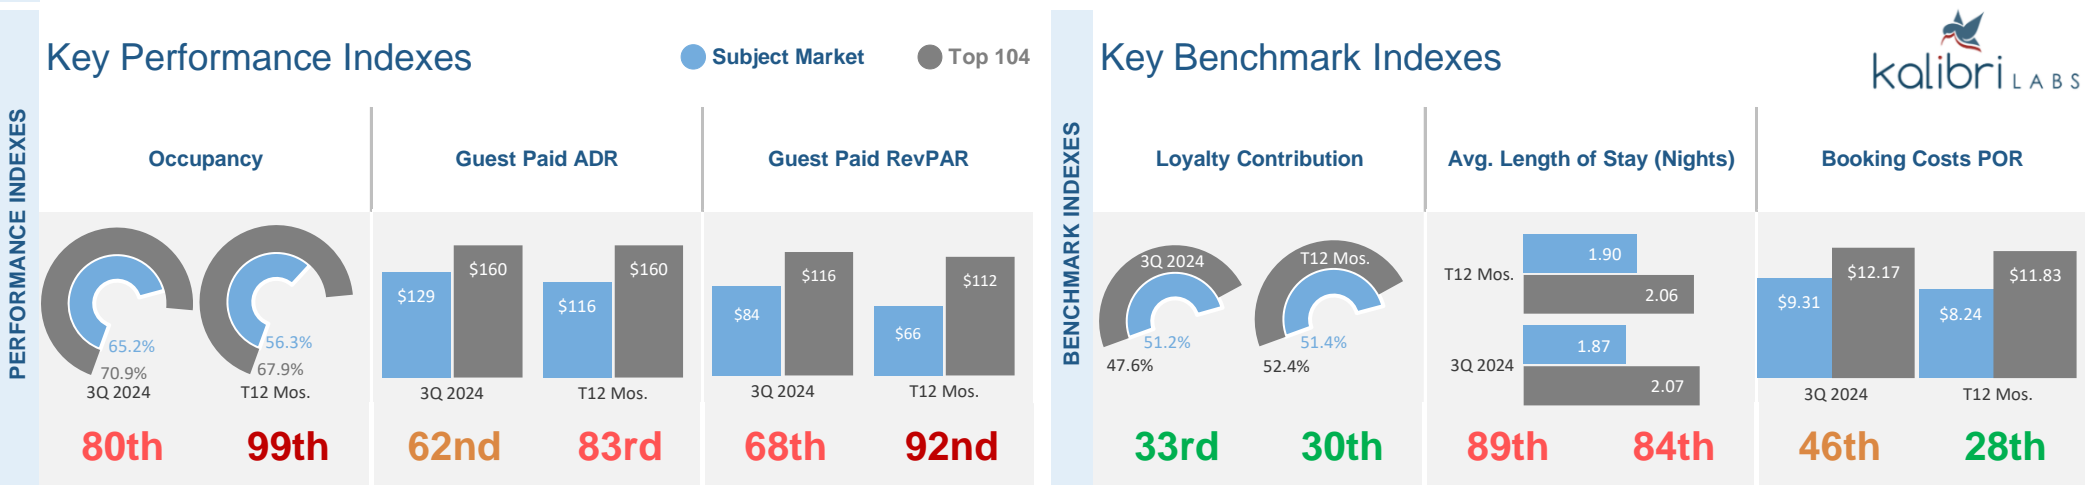 PERFORMANCE INDEXES
Key Performance Indexes
Subject Market
Top 104
Occupancy
Guest Paid ADR
Guest Paid RevPAR
65.2%
70.9%
3Q 2024
56.3%
67.9%
T12 Mos.
$129
$160
3Q 2024
$116
$160
T12 Mos.
$84
$116
3Q 2024
$66
$112
T12 Mos.
80th
99th
62nd
83rd
68th
92nd
BENCHMARK INDEXES
Key Benchmark Indexes
kalibri LABS
Loyalty Contribution
Avg. Length of Stay (Nights)
Booking Costs POR
3Q 2024
51.2%
47.6%
T12 Mos.
51.4%
52.4%
T12 Mos.
1.90
2.06
3Q 2024
1.87
2.07
$9.31
$12.17
3Q 2024
$8.24
$11.83
T12 Mos.
33rd
30th
89th
84th
46th
28th